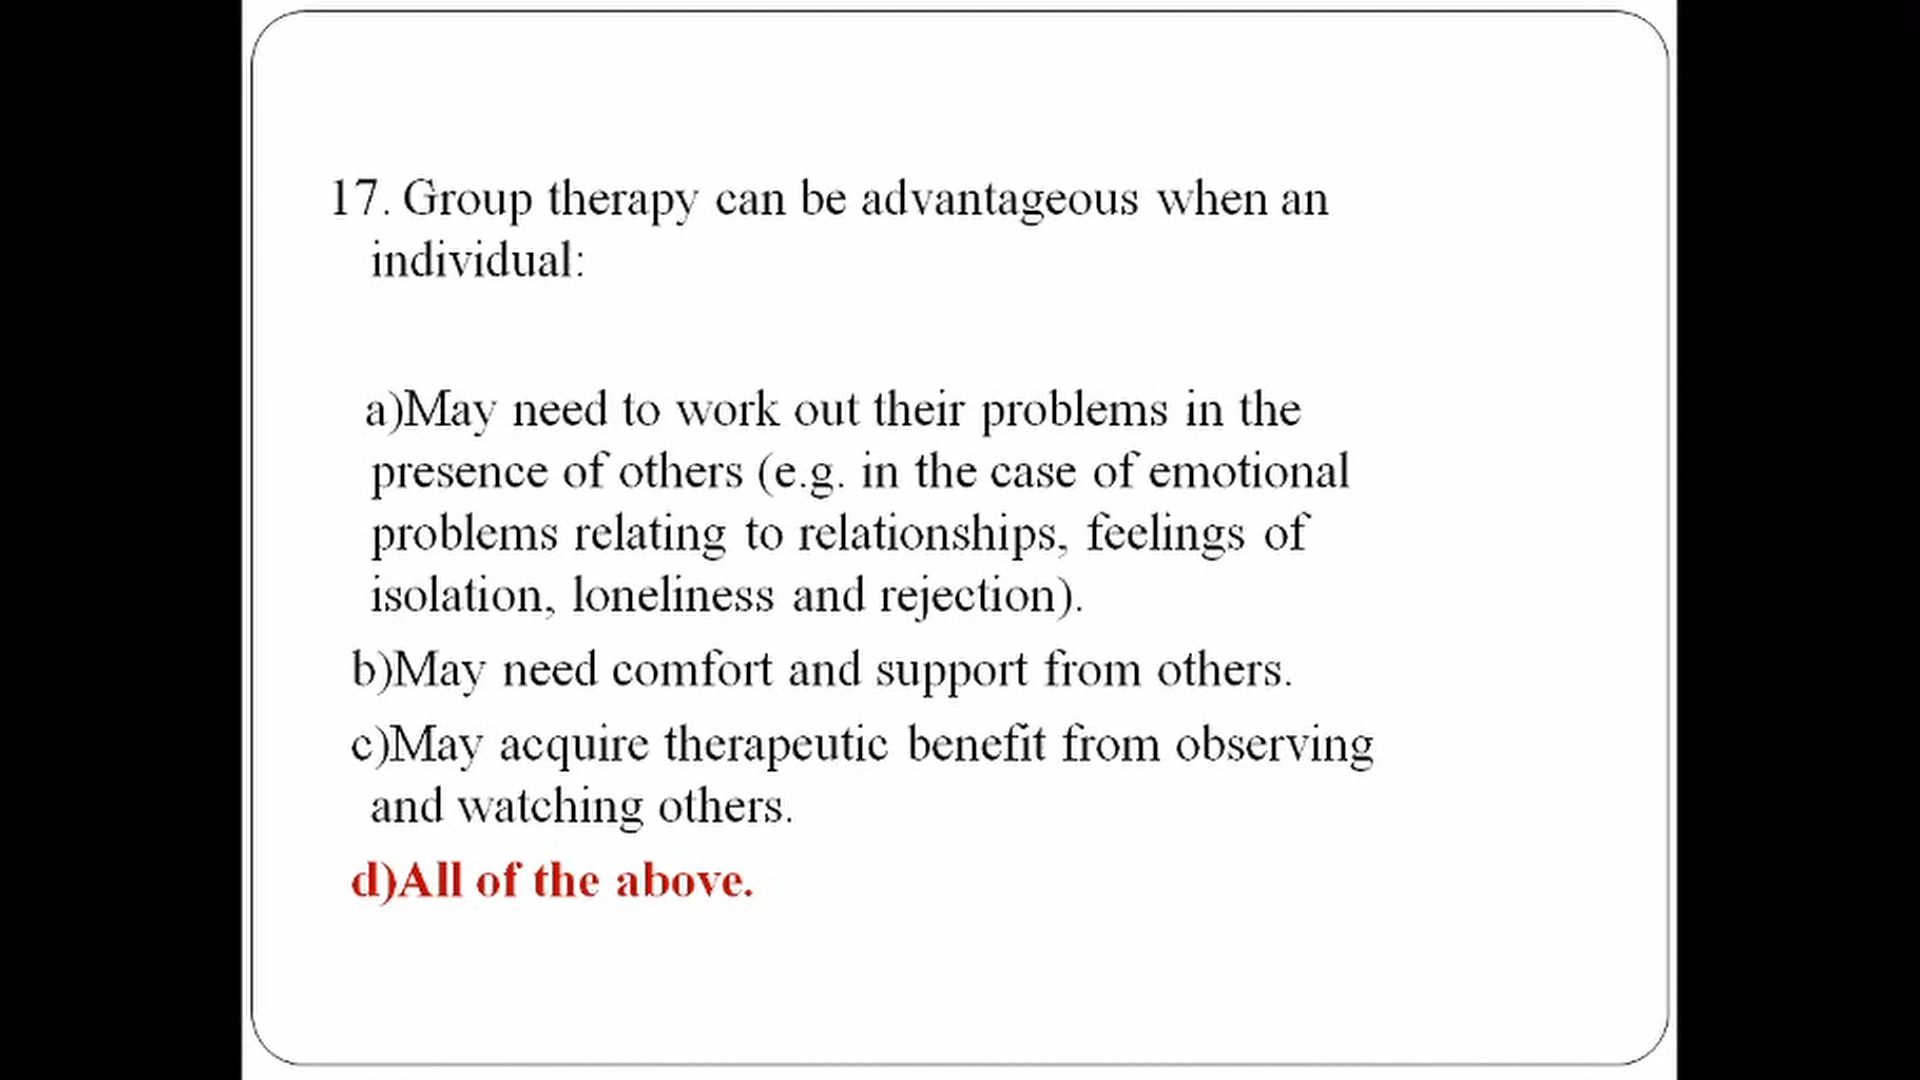 17. Group therapy can be advantageous when an
individual:
a)May need to work out their problems in the
presence of others (e.g. in the case of emotional
problems relating to relationships, feelings of
isolation, loneliness and rejection).
b)May need comfort and support from others.
c)May acquire therapeutic benefit from observing
and watching others.
d)All of the above.